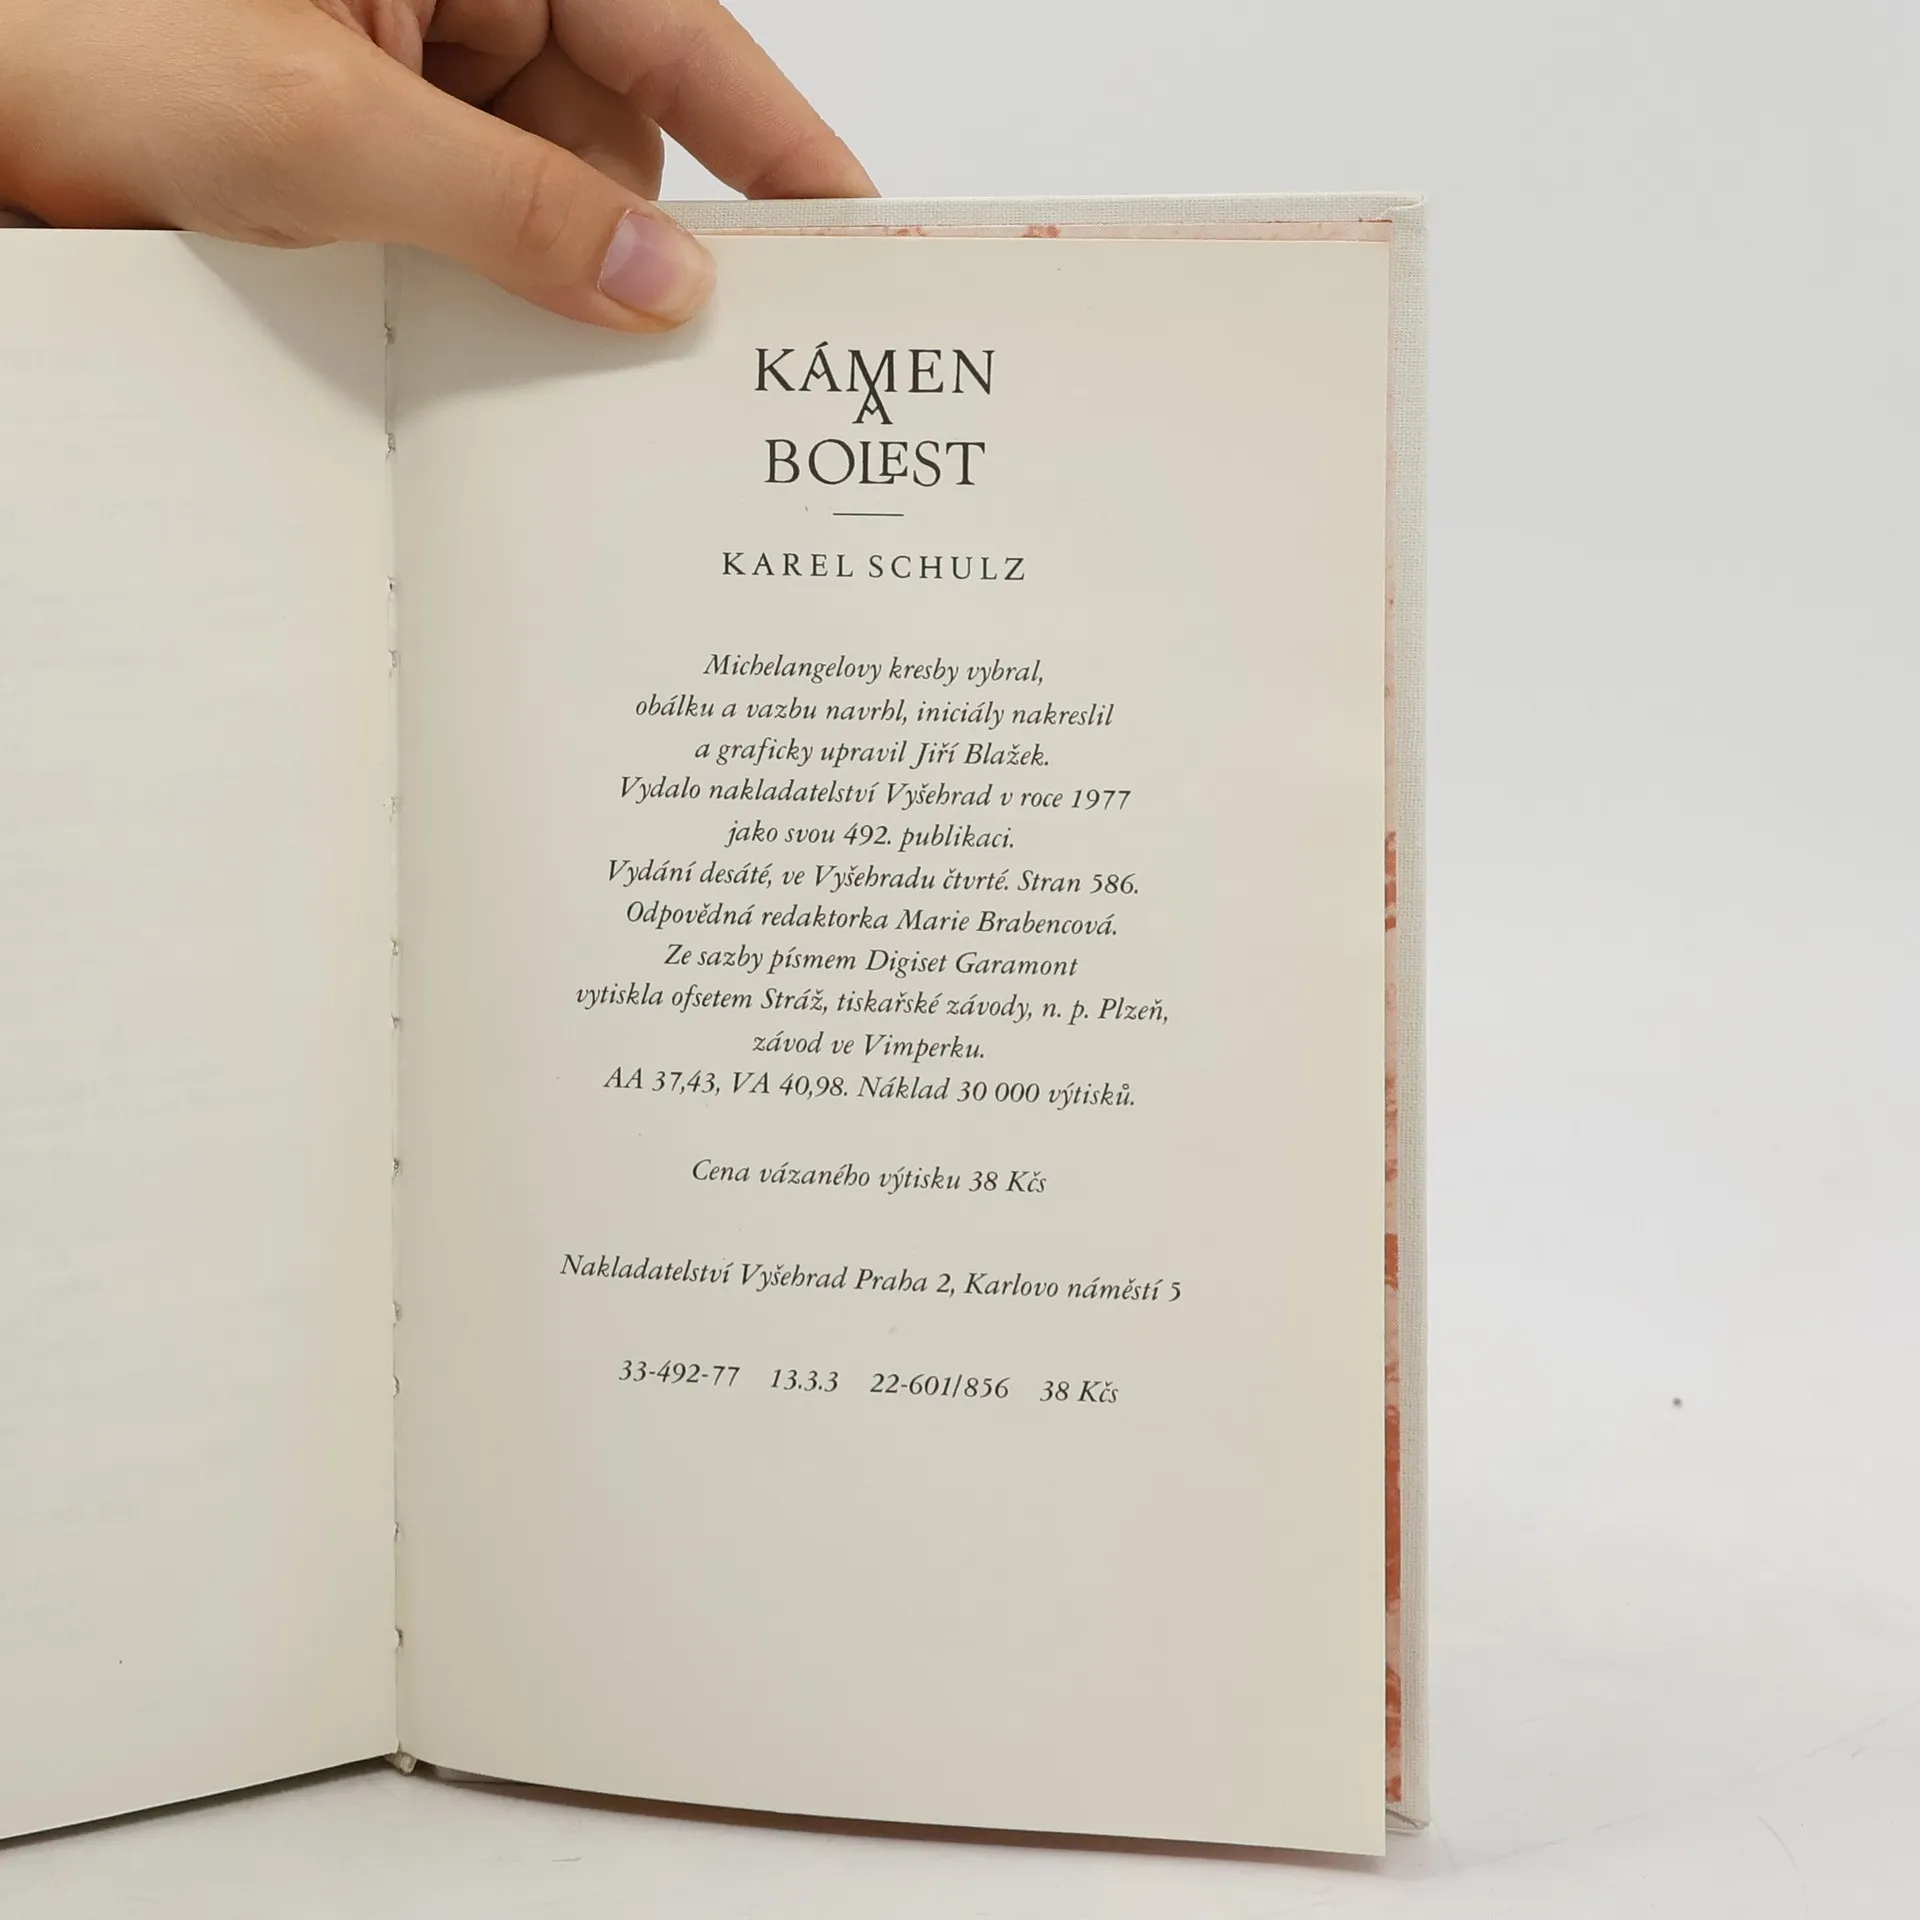 KÁMEN
A
BOLEST
KAREL SCHULZ
Michelangelovy kresby vybral,
obálku a vazbu navrhl, iniciály nakreslil
a graficky upravil Jiří Blažek.
Vydalo nakladatelství Vyšehrad v roce 1977
jako svou 492. publikaci.
Vydání desáté, ve Vyšehradu čtvrté. Stran 586.
Odpovědná redaktorka Marie Brabencová.
Ze sazby písmem Digiset Garamont
vytiskla ofsetem Stráž, tiskařské závody, n. p. Plzeň,
závod ve Vimperku.
AA 37,43, VA 40,98. Náklad 30 000 výtisků.
Cena vázaného výtisku 38 Kčs
Nakladatelství Vyšehrad Praha 2, Karlovo náměstí 5
33-492-77 13.3.3 22-601/856 38 Kčs